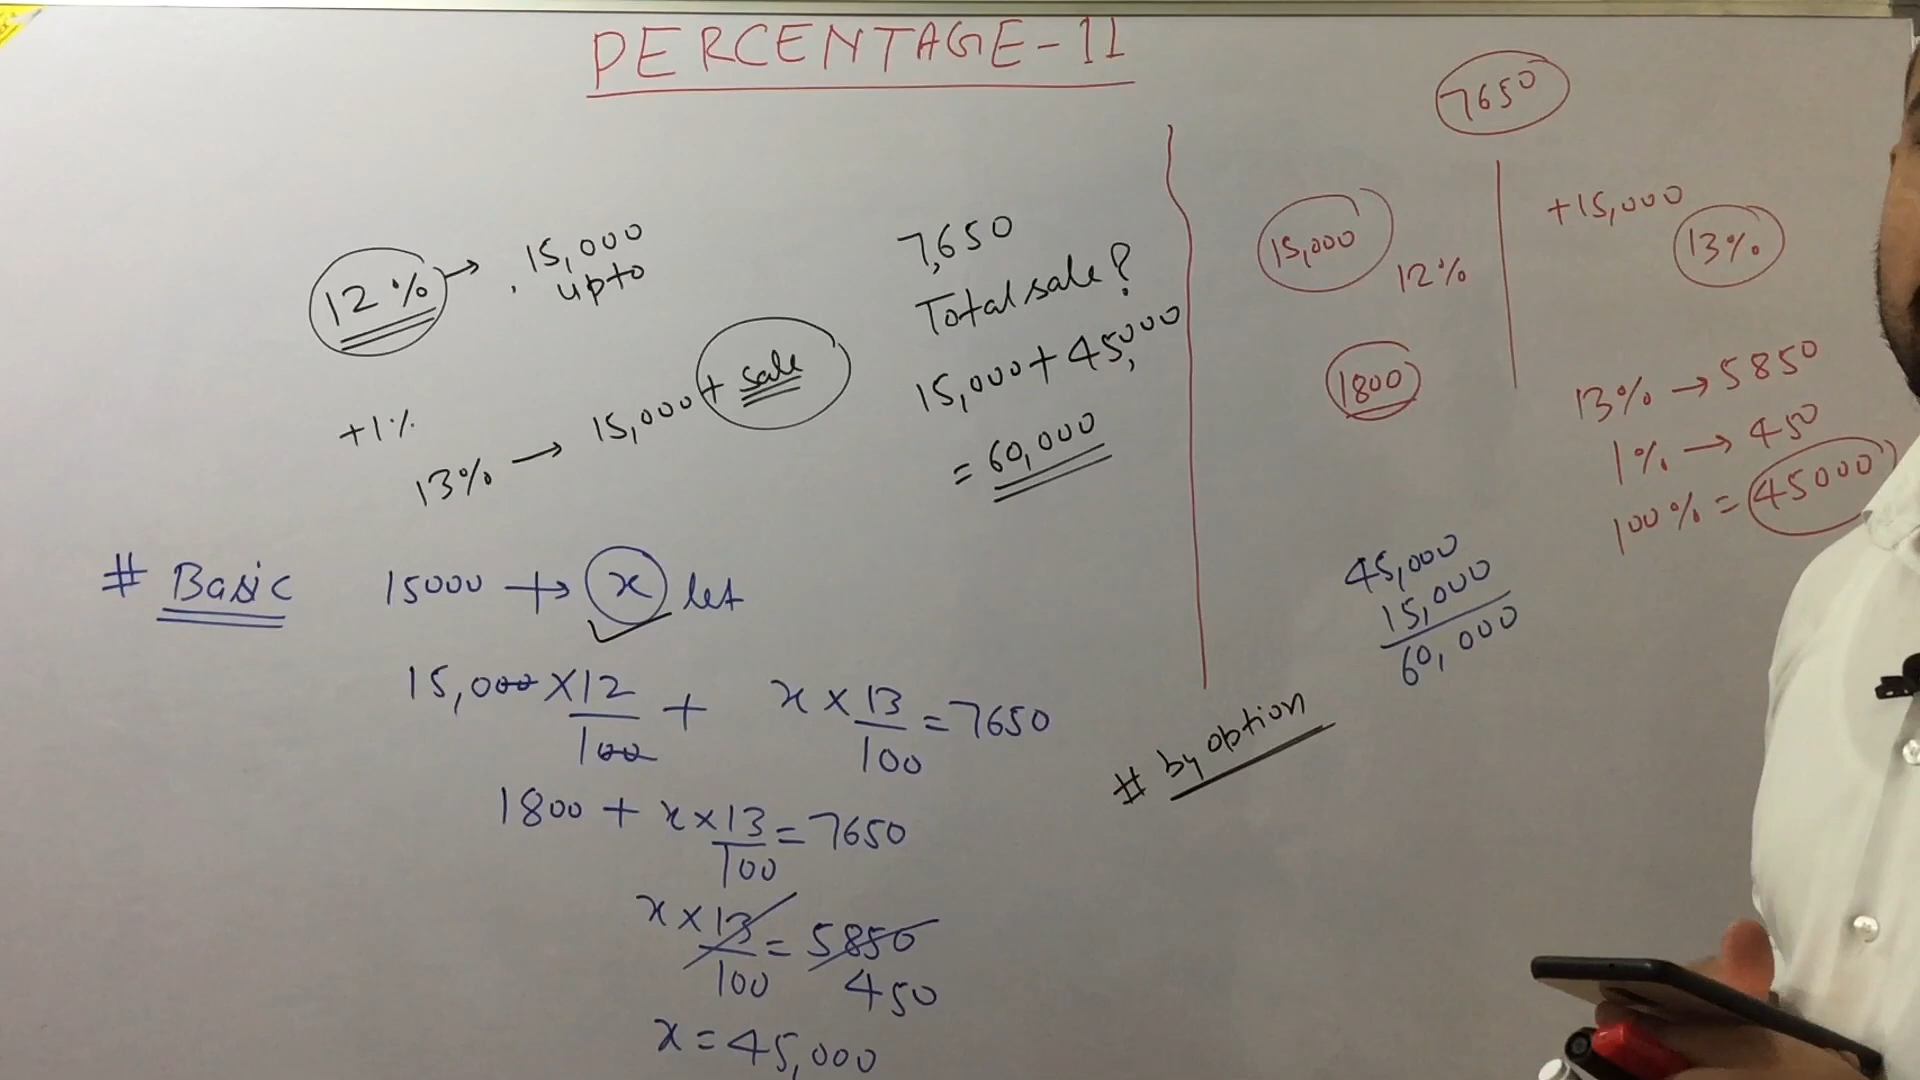 PERCENTAGE-11
12% → 15,000
upto
+1%
13% → 15,000 + sale
7,650
Total sale?
15,000 + 45,000
= 60,000
# Basic 15000 +→ x let
15,000 × 12/100 + x × 13/100 = 7650
1800 + x × 13/100 = 7650
x × 13/100 = 5850
450
x = 45,000
7650
15,000
12%
1800
+15,000
13%
13% → 5850
1% → 450
100% = 45000
45,000
15,000
60,000
# by option